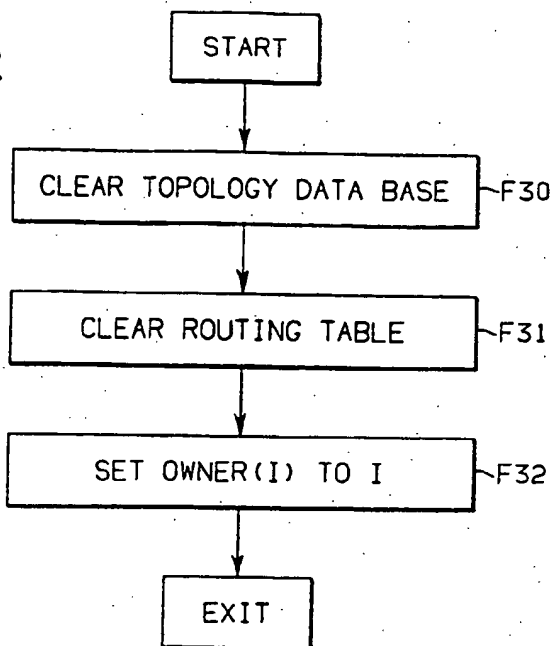 START
CLEAR TOPOLOGY DATA BASE F30
CLEAR ROUTING TABLE F31
SET OWNER(I) TO I F32
EXIT